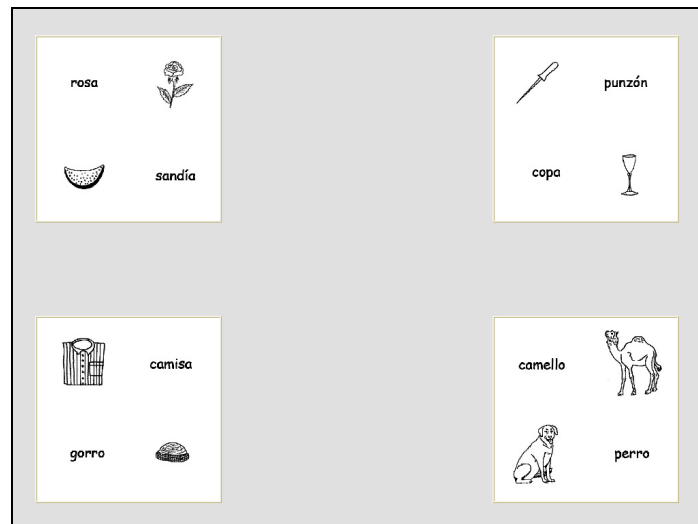 rosa
sandía
punzón
copa
camisa
gorro
camello
perro